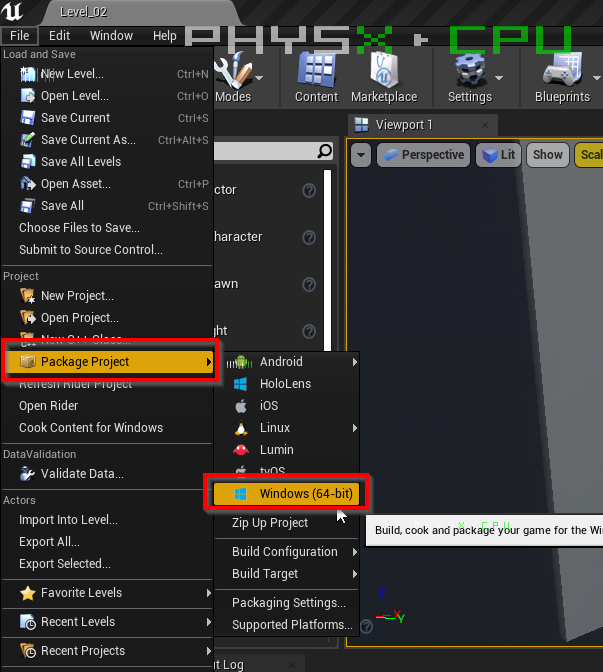 Level_02
File Edit Window Help
PHYSX • CPU
Load and Save
New Level... Ctrl+N
Open Level... Ctrl+O
Save Current Ctrl+S
Save Current As... Ctrl+Alt+S
Save All Levels
Open Asset... Ctrl+P
Save All Ctrl+Shift+S
Choose Files to Save...
Submit to Source Control...
Project
New Project...
Open Project...
New C++ Class...
Package Project
Refresh Rider Project
Open Rider
Cook Content for Windows
DataValidation
Validate Data...
Actors
Import Into Level...
Export All...
Export Selected...
Favorite Levels
Recent Levels
Recent Projects
Modes
Content
Marketplace
Settings
Blueprints
Viewport 1
Perspective
Lit
Show
Android
HoloLens
iOS
Linux
Lumin
tvOS
Windows (64-bit)
Zip Up Project
Build Configuration
Build Target
Packaging Settings...
Supported Platforms...
Build, cook and package your game for the
X
Y
Z
Log